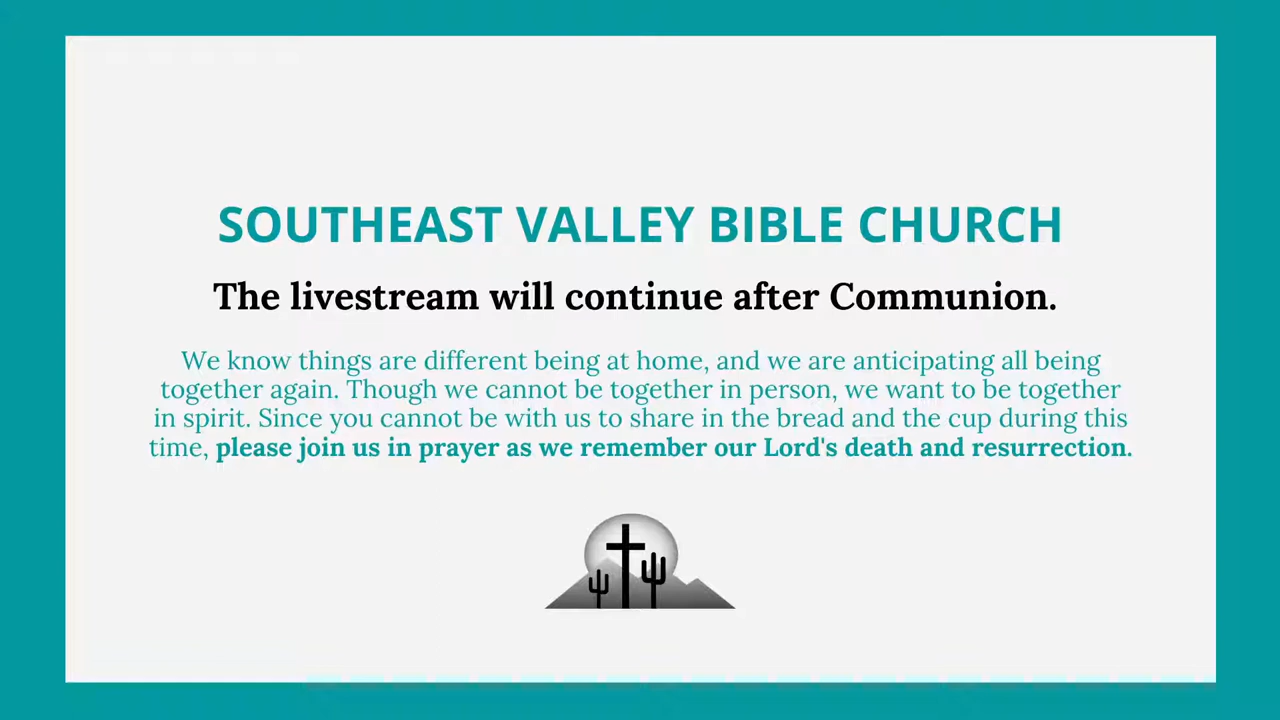 SOUTHEAST VALLEY BIBLE CHURCH
The livestream will continue after Communion.
We know things are different being at home, and we are anticipating all being
together again. Though we cannot be together in person, we want to be together
in spirit. Since you cannot be with us to share in the bread and the cup during this
time, please join us in prayer as we remember our Lord's death and resurrection.